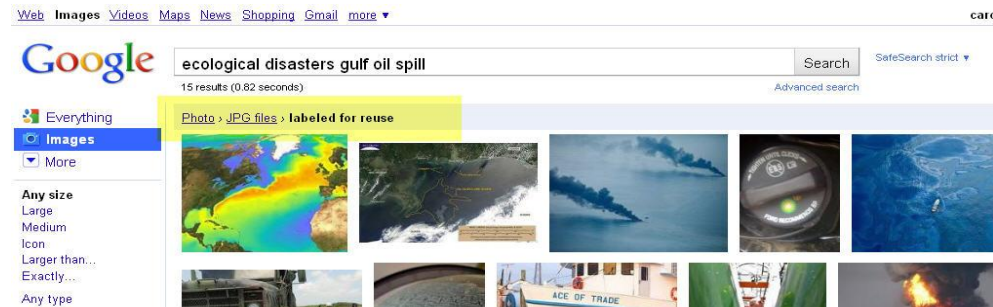 Web Images Videos Maps News Shopping Gmail more ▼
Google
ecological disasters gulf oil spill Search SafeSearch strict ▼
15 results (0.82 seconds) Advanced search
Everything
Photo › JPG files › labeled for reuse
Images
More
Any size
Large
Medium
Icon
Larger than...
Exactly...
Any type
ACE OF TRADE